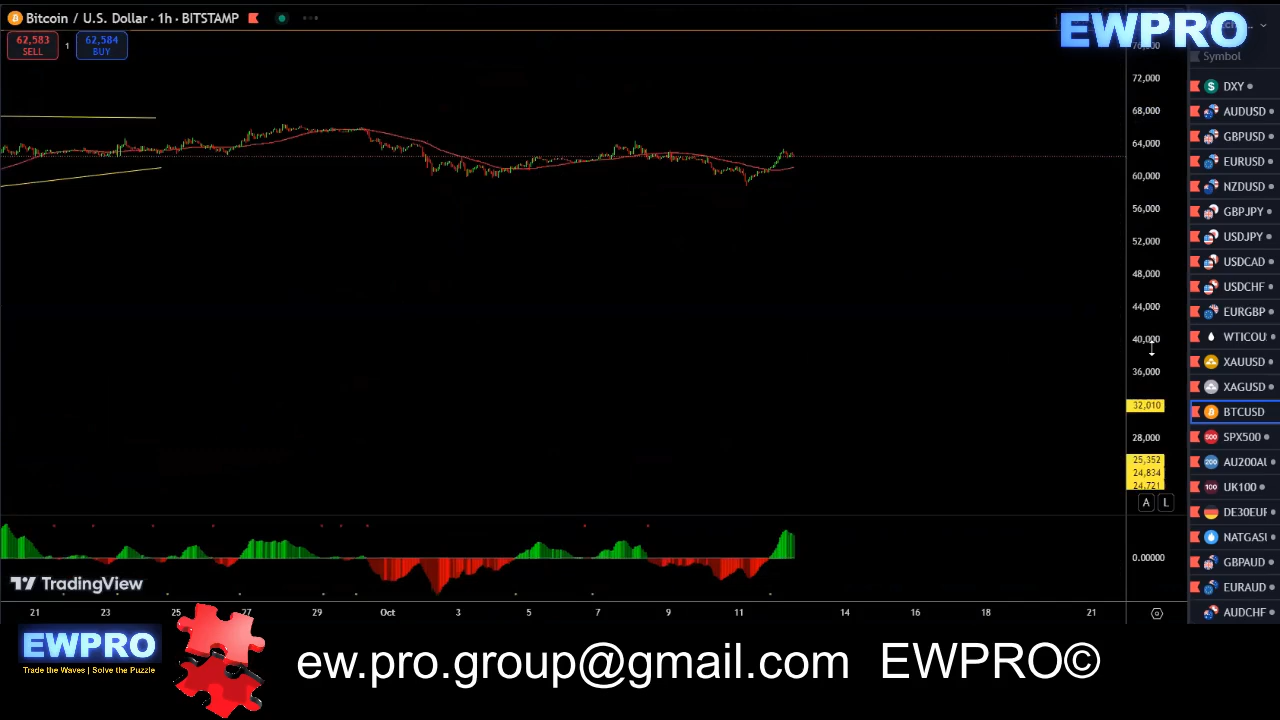 Bitcoin / U.S. Dollar · 1h · BITSTAMP
EWPRO
62,583
SELL
1
62,584
BUY
Symbol
72,000
68,000
64,000
60,000
56,000
52,000
48,000
44,000
40,000
36,000
32,010
28,000
25,352
24,834
24,721
A L
0.00000
DXY
AUDUSD
GBPUSD
EURUSD
NZDUSD
GBPJPY
USDJPY
USDCAD
USDCHF
EURGBP
WTICOU
XAUUSD
XAGUSD
BTCUSD
SPX500
AU200AU
UK100
DE30EUR
NATGASU
GBPAUD
EURAUD
AUDCHF
TradingView
21 23 25 27 29 Oct 3 5 7 9 11 14 16 18 21
EWPRO
Trade the Waves | Solve the Puzzle
ew.pro.group@gmail.com EWPRO©